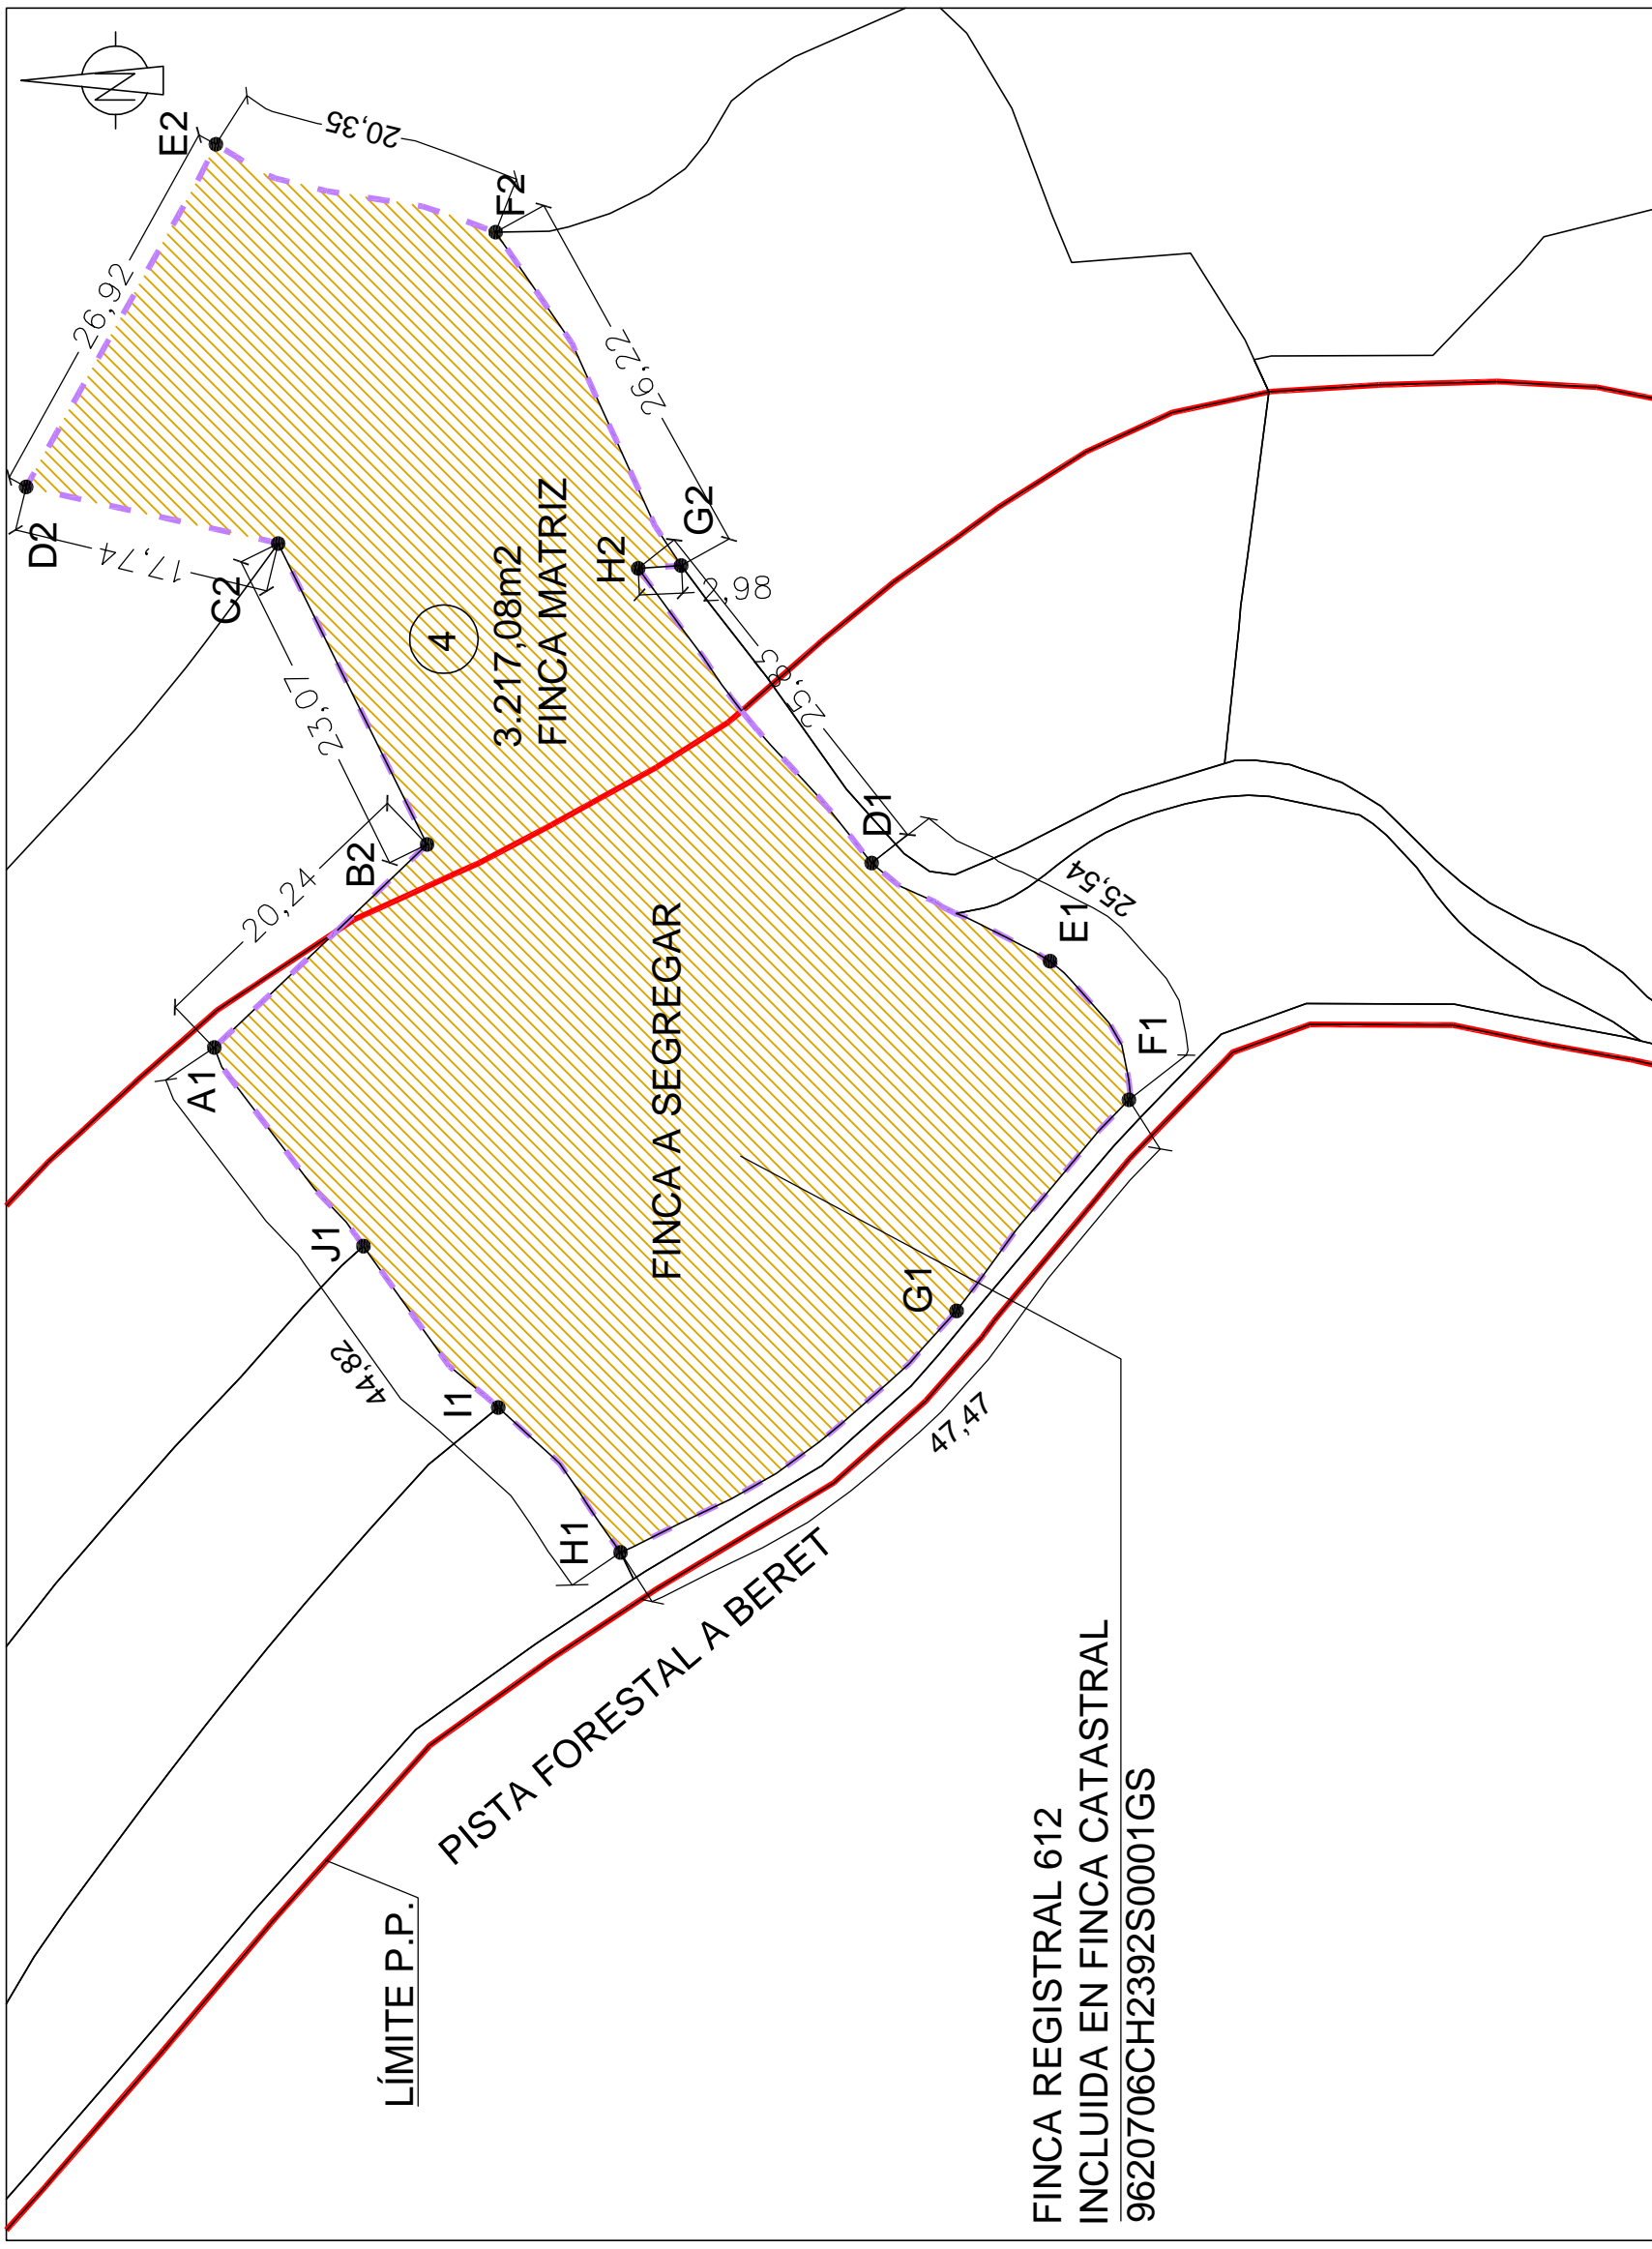 N
E2
20,35
F2
26,92
D2
17,74
C2
26,22
G2
H2
2,98
4
3.217,08m2
FINCA MATRIZ
23,07
B2
20,24
25,83
D1
25,54
E1
F1
A1
FINCA A SEGREGAR
J1
44,82
I1
H1
G1
47,47
PISTA FORESTAL A BERET
LÍMITE P.P.
FINCA REGISTRAL 612
INCLUIDA EN FINCA CATASTRAL
9620706CH2392S0001GS